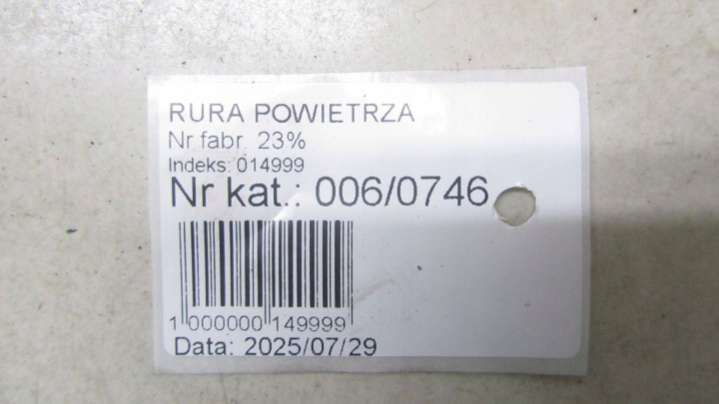 RURA POWIETRZA
Nr fabr. 23%
Indeks: 014999
Nr kat.: 006/0746
1 000000 149999
Data: 2025/07/29